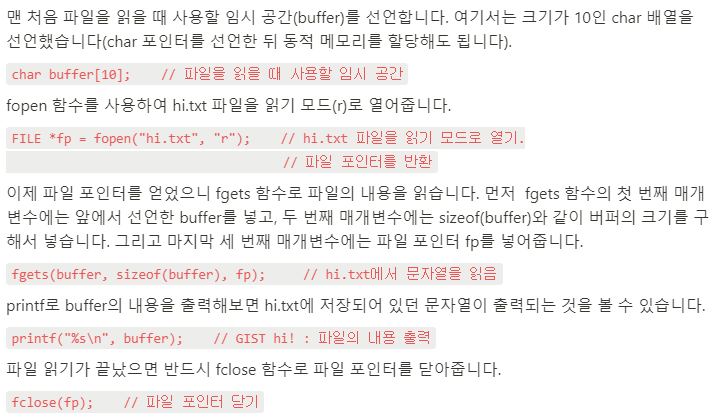 맨 처음 파일을 읽을 때 사용할 임시 공간(buffer)를 선언합니다. 여기서는 크기가 10인 char 배열을
선언했습니다(char 포인터를 선언한 뒤 동적 메모리를 할당해도 됩니다).
char buffer[10];    // 파일을 읽을 때 사용할 임시 공간
fopen 함수를 사용하여 hi.txt 파일을 읽기 모드(r)로 열어줍니다.
FILE *fp = fopen("hi.txt", "r");    // hi.txt 파일을 읽기 모드로 열기.
// 파일 포인터를 반환
이제 파일 포인터를 얻었으니 fgets 함수로 파일의 내용을 읽습니다. 먼저  fgets 함수의 첫 번째 매개
변수에는 앞에서 선언한 buffer를 넣고, 두 번째 매개변수에는 sizeof(buffer)와 같이 버퍼의 크기를 구
해서 넣습니다. 그리고 마지막 세 번째 매개변수에는 파일 포인터 fp를 넣어줍니다.
fgets(buffer, sizeof(buffer), fp);    // hi.txt에서 문자열을 읽음
printf로 buffer의 내용을 출력해보면 hi.txt에 저장되어 있던 문자열이 출력되는 것을 볼 수 있습니다.
printf("%s\n", buffer);    // GIST hi! : 파일의 내용 출력
파일 읽기가 끝났으면 반드시 fclose 함수로 파일 포인터를 닫아줍니다.
fclose(fp);    // 파일 포인터 닫기